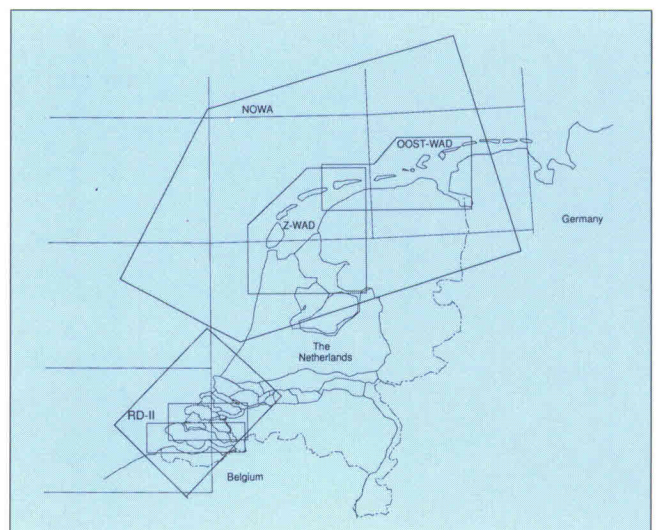 NOWA
OOST-WAD
Z-WAD
Germany
The
Netherlands
RD-II
Belgium